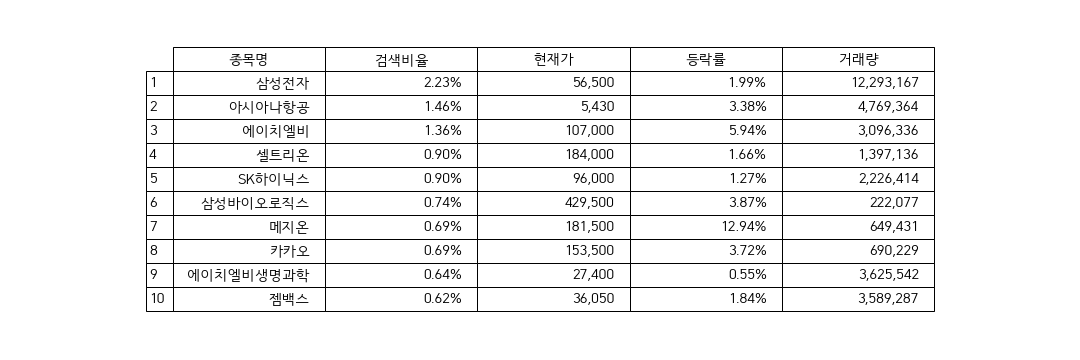 종목명 검색비율 현재가 등락률 거래량
1 삼성전자 2.23% 56,500 1.99% 12,293,167
2 아시아나항공 1.46% 5,430 3.38% 4,769,364
3 에이치엘비 1.36% 107,000 5.94% 3,096,336
4 셀트리온 0.90% 184,000 1.66% 1,397,136
5 SK하이닉스 0.90% 96,000 1.27% 2,226,414
6 삼성바이오로직스 0.74% 429,500 3.87% 222,077
7 메지온 0.69% 181,500 12.94% 649,431
8 카카오 0.69% 153,500 3.72% 690,229
9 에이치엘비생명과학 0.64% 27,400 0.55% 3,625,542
10 젬백스 0.62% 36,050 1.84% 3,589,287